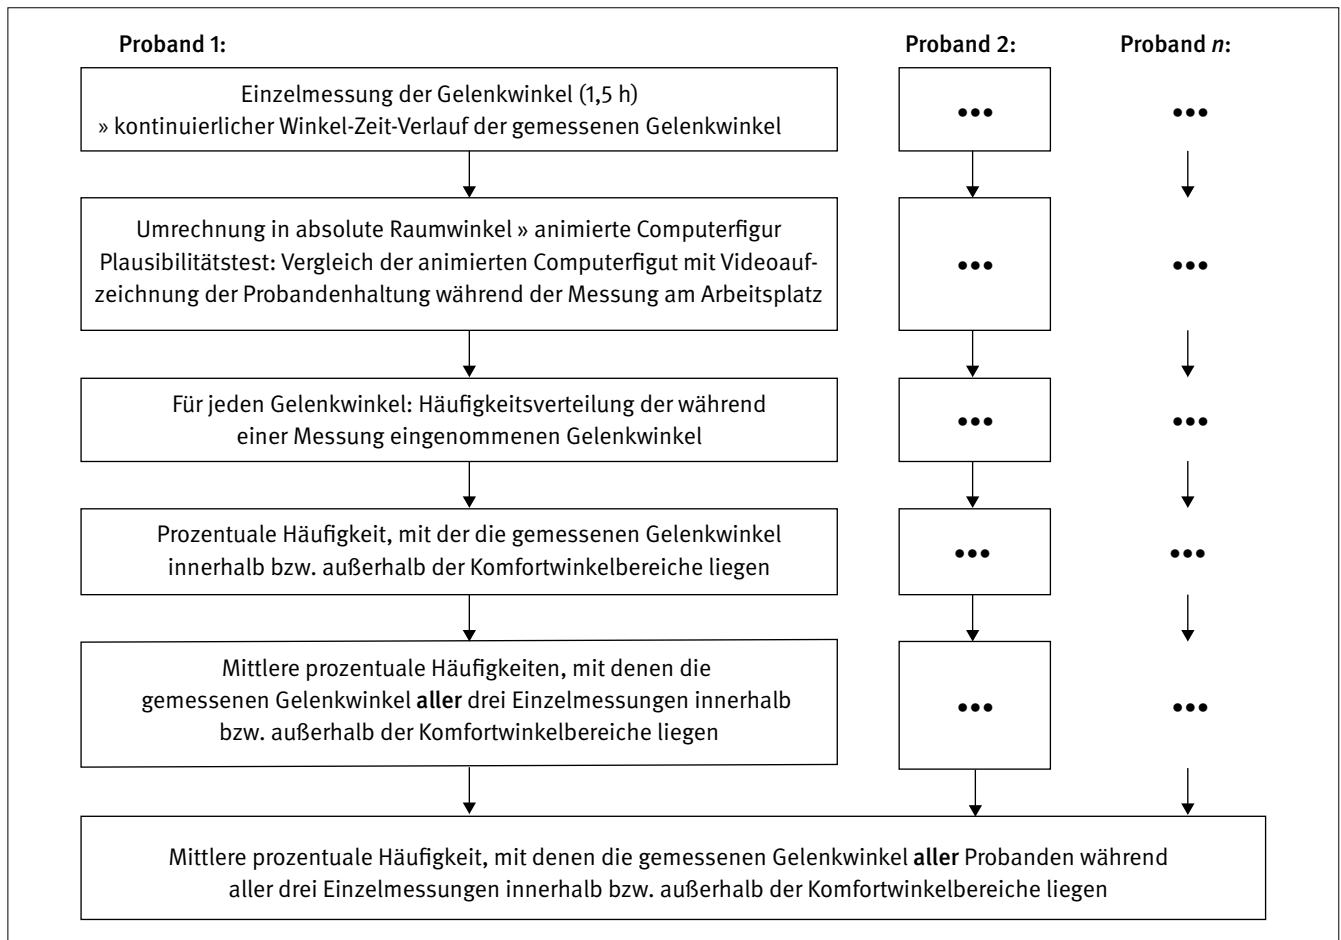 Proband 1:
Proband 2:
Proband n:
Einzelmessung der Gelenkwinkel (1,5 h)
» kontinuierlicher Winkel-Zeit-Verlauf der gemessenen Gelenkwinkel
•••
•••
Umrechnung in absolute Raumwinkel » animierte Computerfigur
Plausibilitätstest: Vergleich der animierten Computerfigut mit Videoauf-
zeichnung der Probandenhaltung während der Messung am Arbeitsplatz
•••
•••
Für jeden Gelenkwinkel: Häufigkeitsverteilung der während
einer Messung eingenommenen Gelenkwinkel
•••
•••
Prozentuale Häufigkeit, mit der die gemessenen Gelenkwinkel
innerhalb bzw. außerhalb der Komfortwinkelbereiche liegen
•••
•••
Mittlere prozentuale Häufigkeiten, mit denen die
gemessenen Gelenkwinkel aller drei Einzelmessungen innerhalb
bzw. außerhalb der Komfortwinkelbereiche liegen
•••
•••
Mittlere prozentuale Häufigkeit, mit denen die gemessenen Gelenkwinkel aller Probanden während
aller drei Einzelmessungen innerhalb bzw. außerhalb der Komfortwinkelbereiche liegen